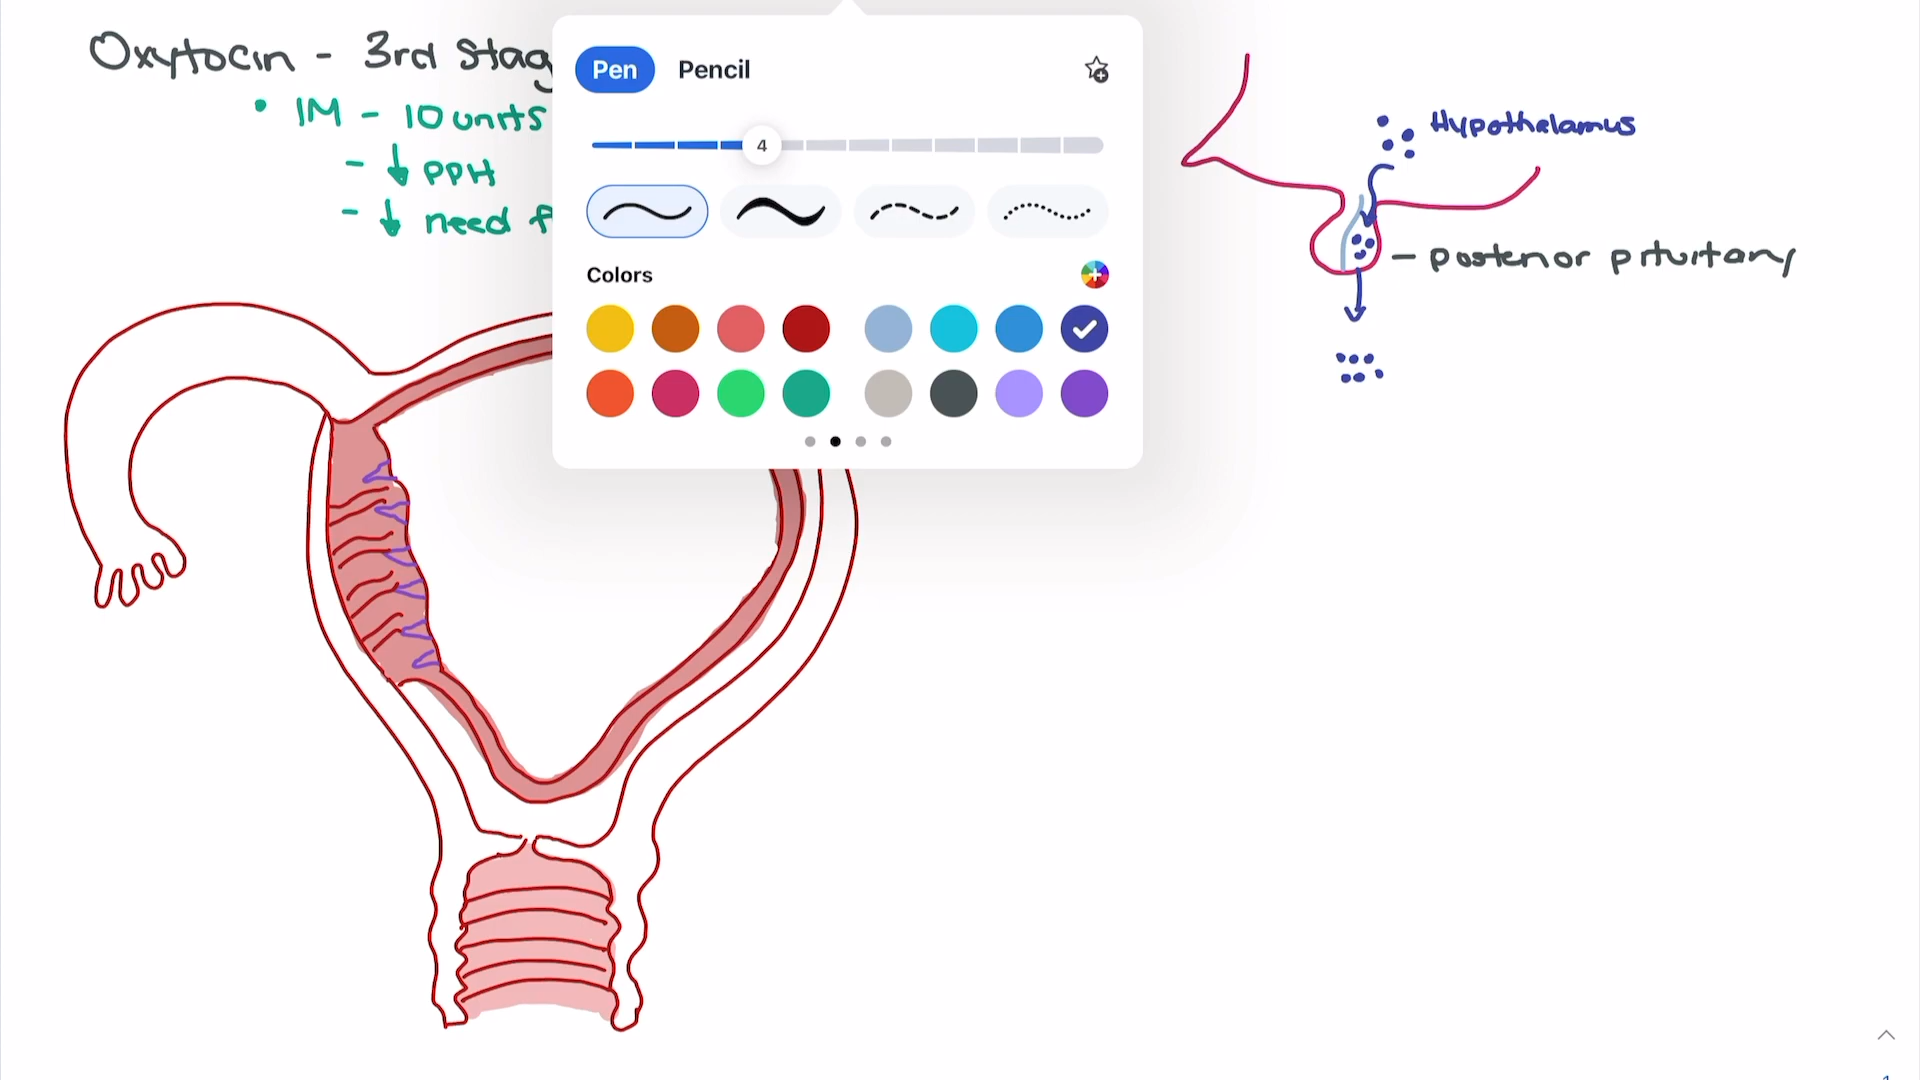 Oxytocin - 3rd Stag
• IM - 10 units
- ↓ PPH
- ↓ need f
Pen Pencil
4
Colors
Hypothalamus
- posterior pituitary